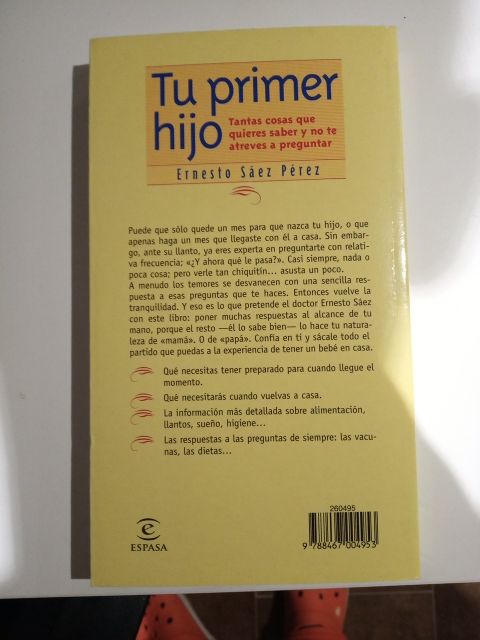 Tu primer
hijo
Tantas cosas que
quieres saber y no te
atreves a preguntar
Ernesto Sáez Pérez
Puede que sólo quede un mes para que nazca tu hijo, o que
apenas haga un mes que llegaste con él a casa. Sin embar-
go, ante su llanto, ya eres experta en preguntarte con relati-
va frecuencia; «¿Y ahora qué le pasa?». Casi siempre, nada o
poca cosa; pero verle tan chiquitín... asusta un poco.
A menudo los temores se desvanecen con una sencilla res-
puesta a esas preguntas que te haces. Entonces vuelve la
tranquilidad. Y eso es lo que pretende el doctor Ernesto Sáez
con este libro: poner muchas respuestas al alcance de tu
mano, porque el resto —él lo sabe bien— lo hace tu natura-
leza de «mamá». O de «papá». Confía en ti y sácale todo el
partido que puedas a la experiencia de tener un bebé en casa.
Qué necesitas tener preparado para cuando llegue el
momento.
Qué necesitarás cuando vuelvas a casa.
La información más detallada sobre alimentación,
llantos, sueño, higiene...
Las respuestas a las preguntas de siempre: las vacu-
nas, las dietas...
e
ESPASA
260495
9 788467 004953